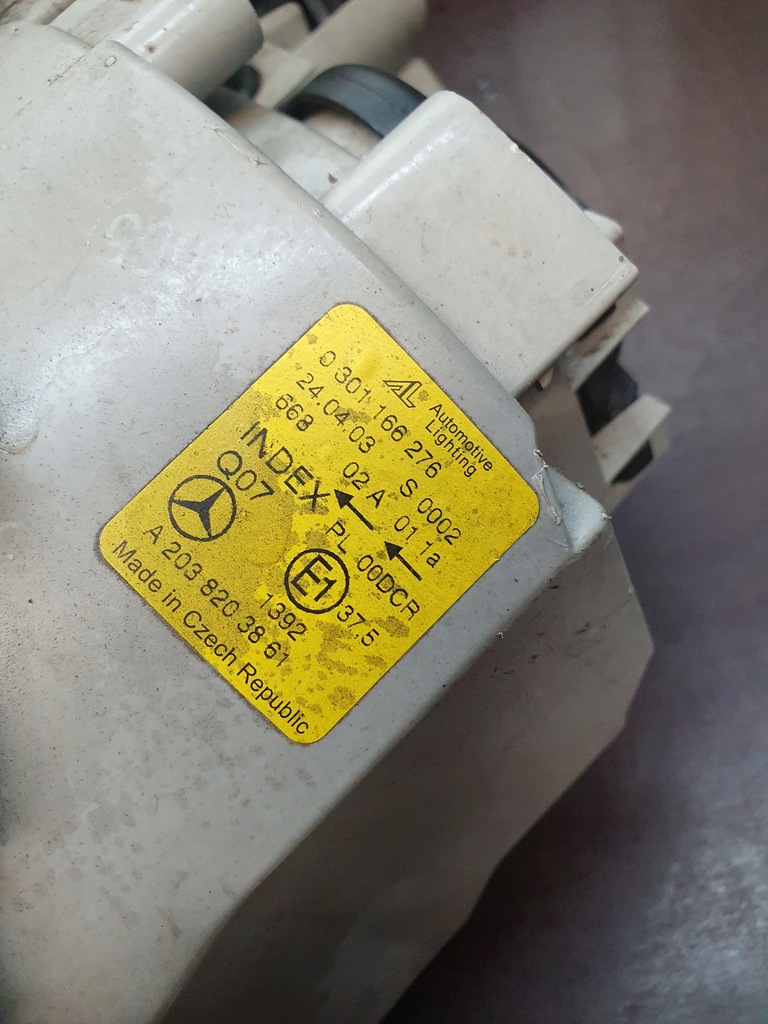 Automotive
Lighting
0 301 166 276
24.04.03 S 0002
668 02 A 01 1a
INDEX PL 00DCR
Q07 E1 37.5
1392
A 203 820 38 61
Made in Czech Republic